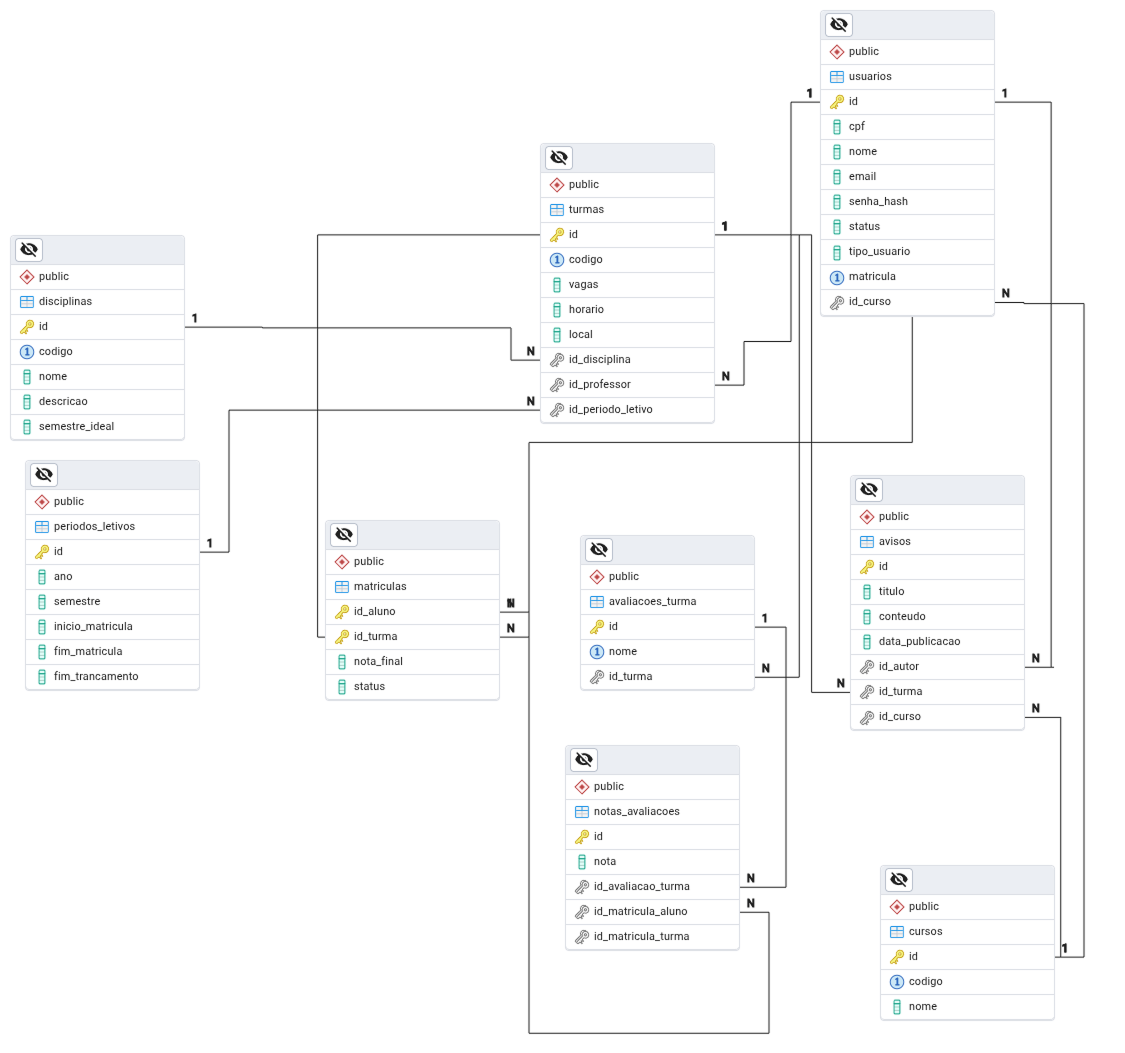 public
usuarios
1
id
1
cpf
nome
email
senha_hash
status
tipo_usuario
matricula
id_curso
N
public
turmas
id
1
codigo
vagas
horario
local
N
id_disciplina
id_professor
N
N
id_periodo_letivo
public
disciplinas
id
1
codigo
nome
descricao
semestre_ideal
public
periodos_letivos
id
1
ano
semestre
inicio_matricula
fim_matricula
fim_trancamento
public
matriculas
id_aluno
N
id_turma
N
nota_final
status
public
avaliacoes_turma
id
1
nome
id_turma
N
public
avisos
id
titulo
conteudo
data_publicacao
id_autor
N
N
id_turma
id_curso
N
public
notas_avaliacoes
id
nota
id_avaliacao_turma
N
id_matricula_aluno
N
id_matricula_turma
public
cursos
id
1
codigo
nome